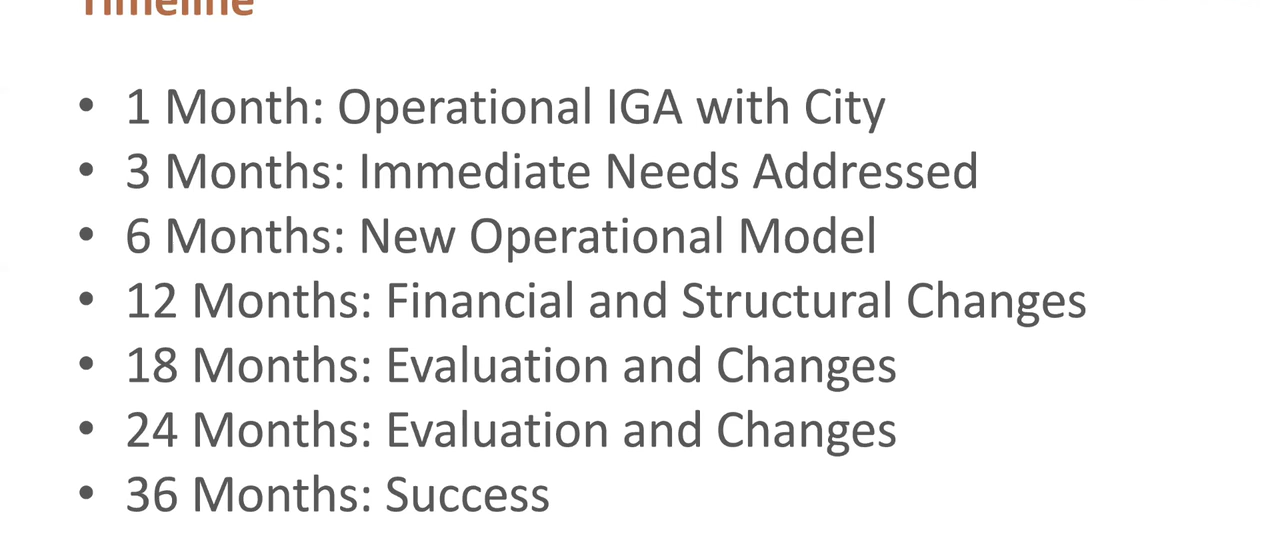 Timeline
• 1 Month: Operational IGA with City
• 3 Months: Immediate Needs Addressed
• 6 Months: New Operational Model
• 12 Months: Financial and Structural Changes
• 18 Months: Evaluation and Changes
• 24 Months: Evaluation and Changes
• 36 Months: Success